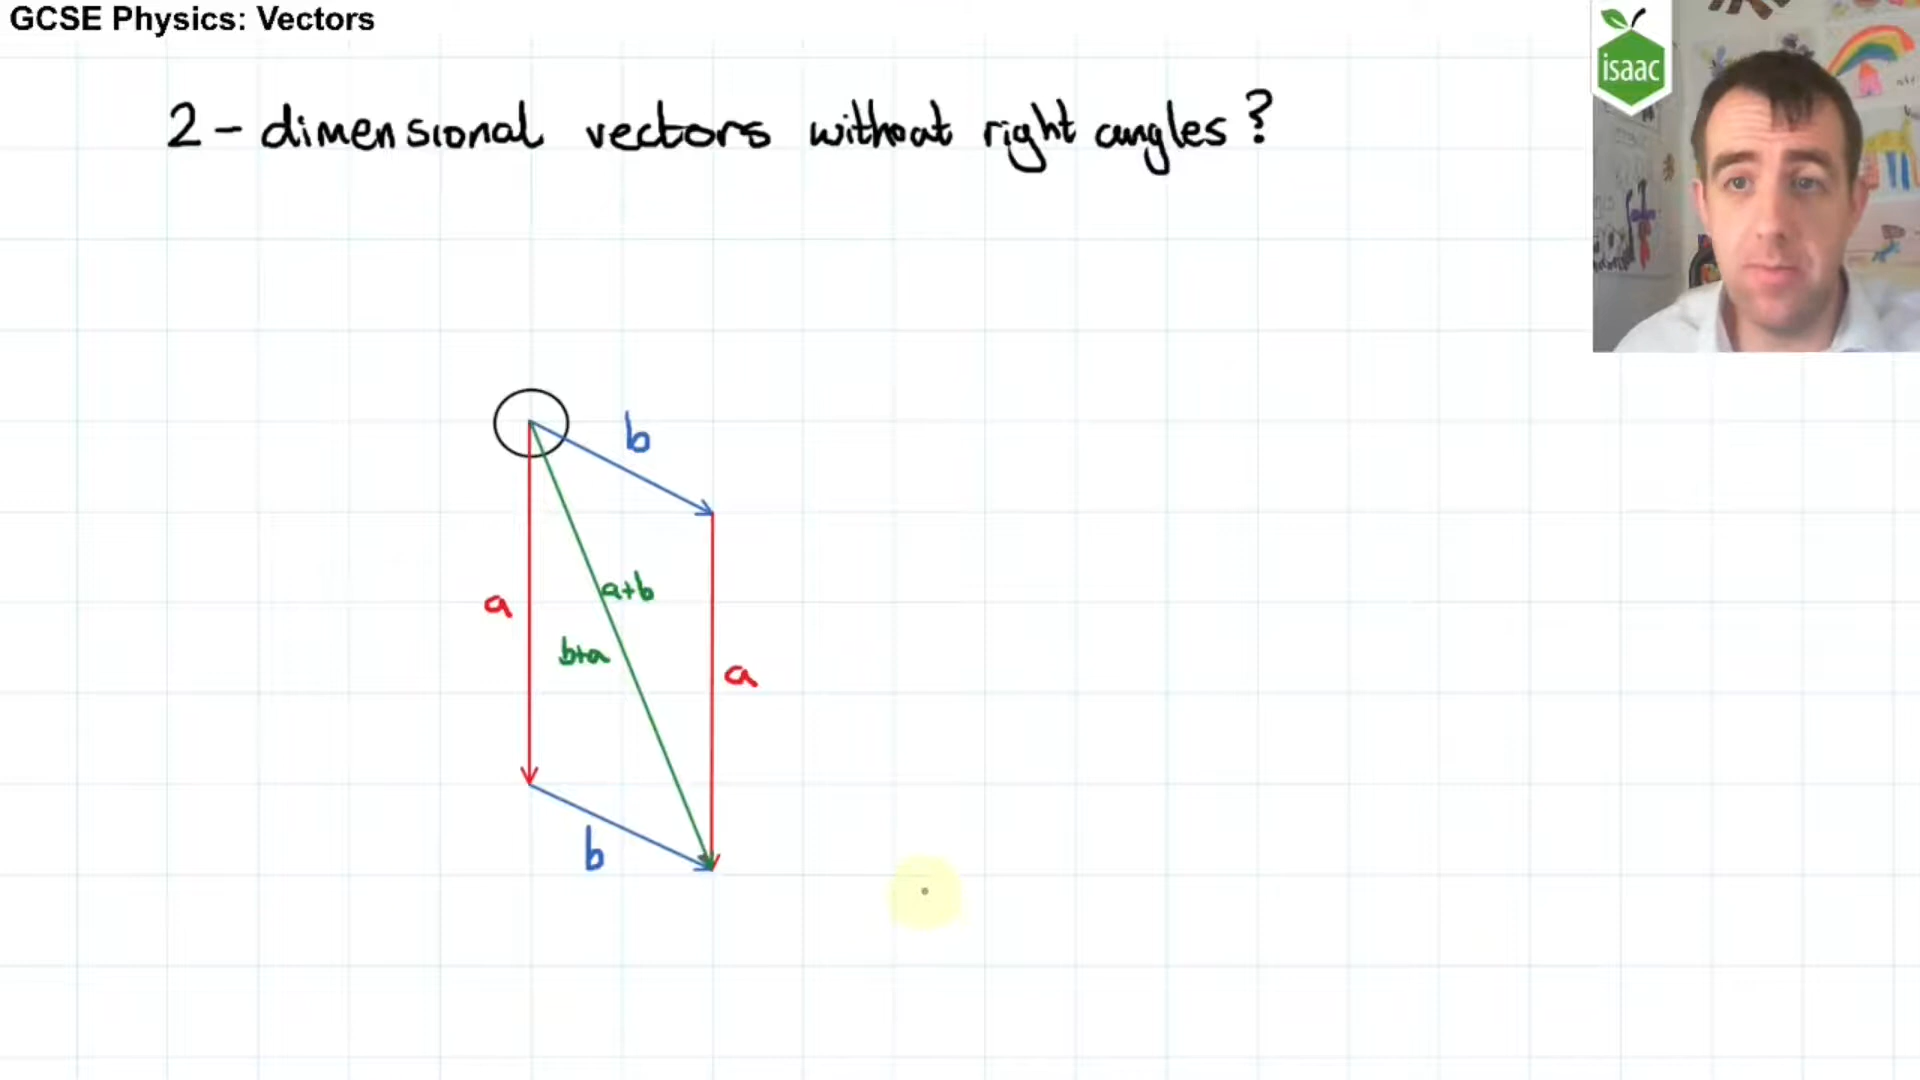 GCSE Physics: Vectors
isaac
2 - dimensional vectors without right angles?
b
a+b
a
b+a
a
b